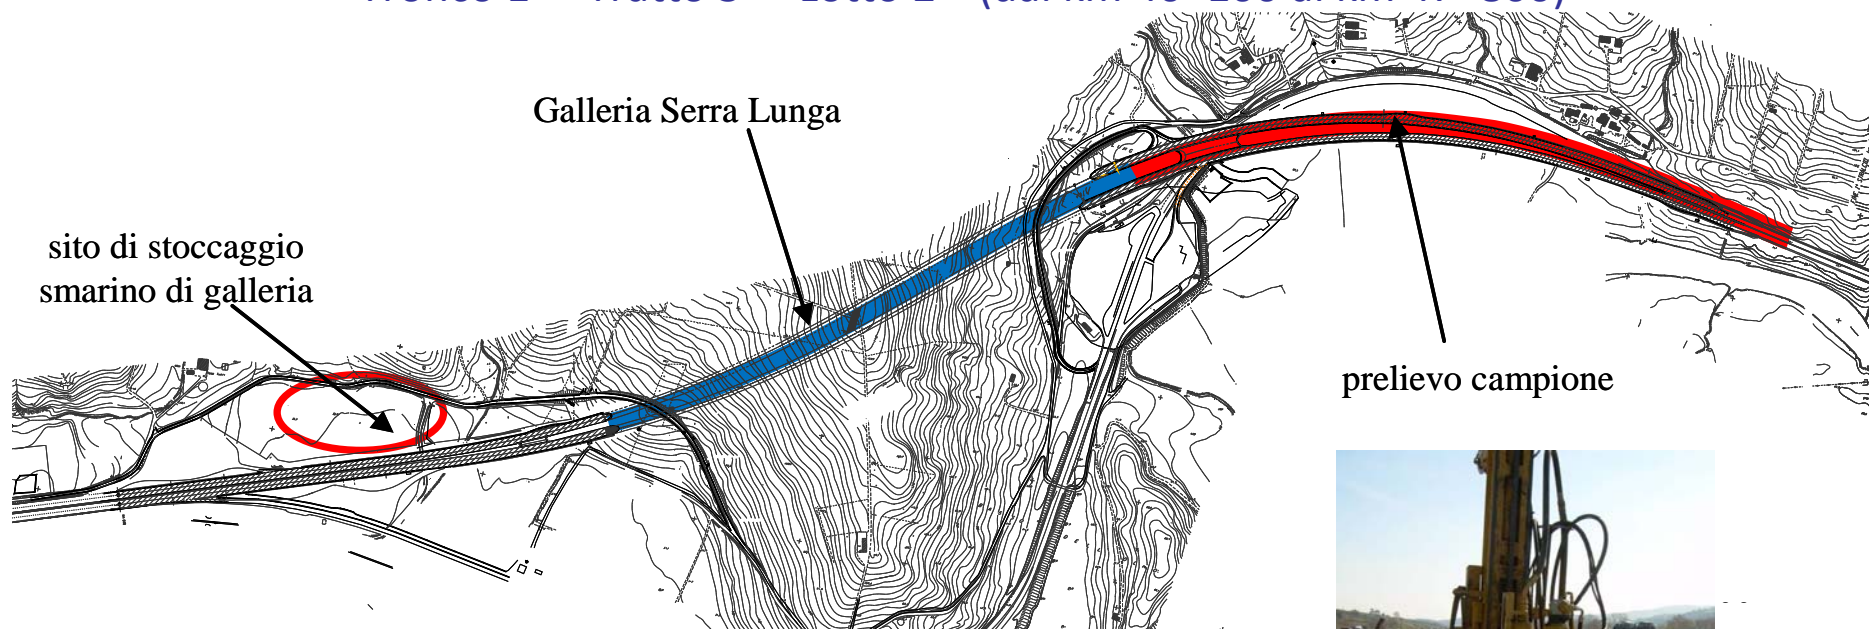 Galleria Serra Lunga
sito di stoccaggio
smarino di galleria
prelievo campione